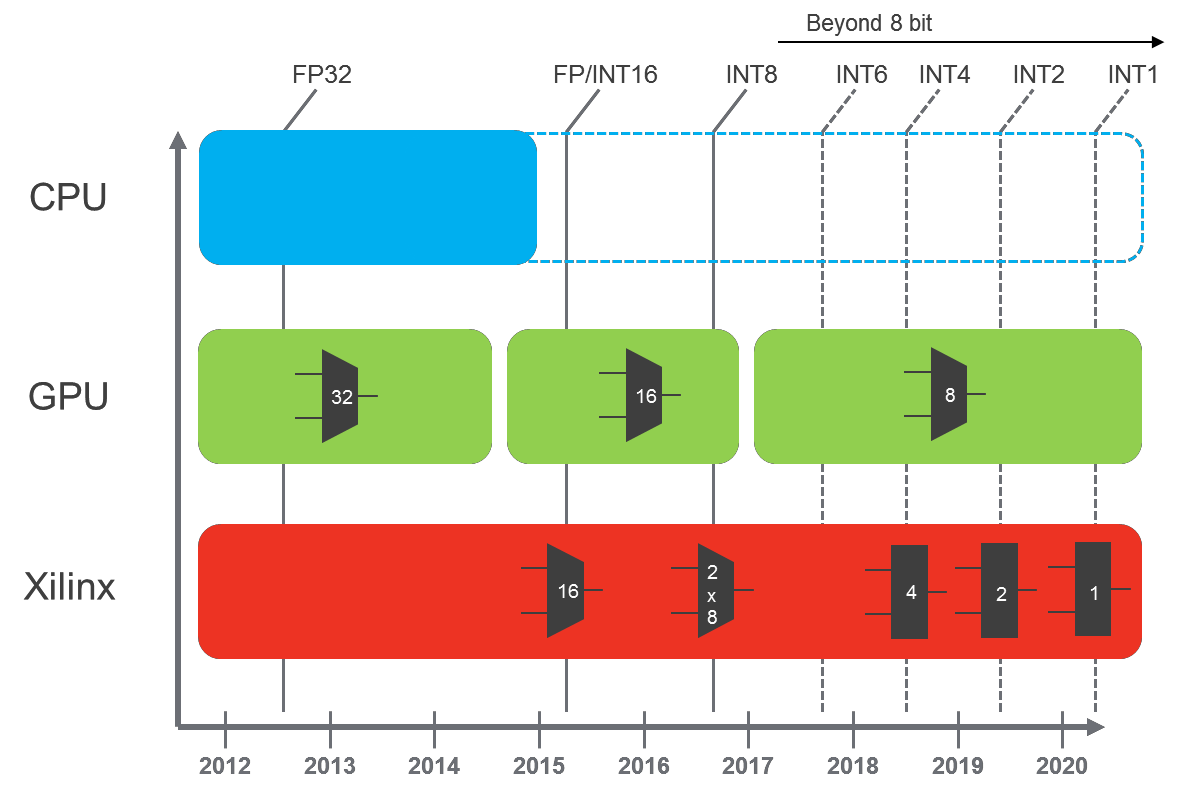 Beyond 8 bit
FP32
FP/INT16
INT8
INT6
INT4
INT2
INT1
CPU
GPU
32
16
8
Xilinx
16
2
x
8
4
2
1
2012
2013
2014
2015
2016
2017
2018
2019
2020